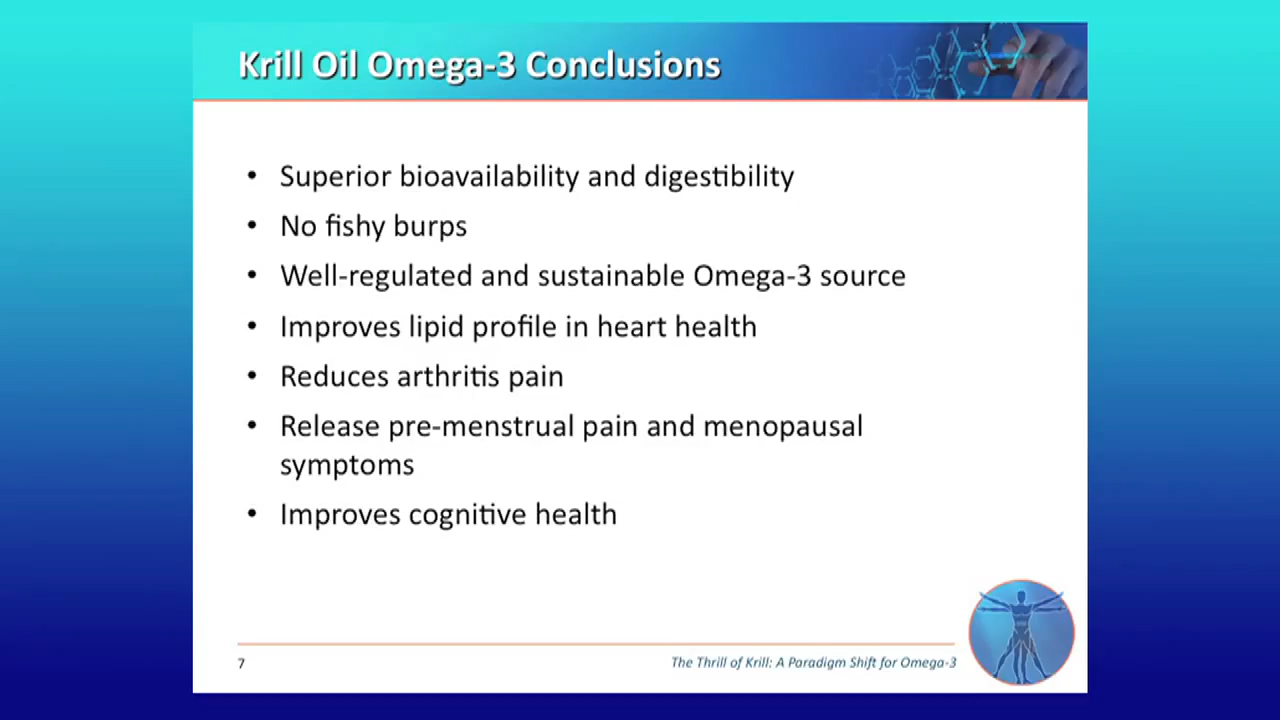 Krill Oil Omega-3 Conclusions
• Superior bioavailability and digestibility
• No fishy burps
• Well-regulated and sustainable Omega-3 source
• Improves lipid profile in heart health
• Reduces arthritis pain
• Release pre-menstrual pain and menopausal
symptoms
• Improves cognitive health
7
The Thrill of Krill: A Paradigm Shift for Omega-3